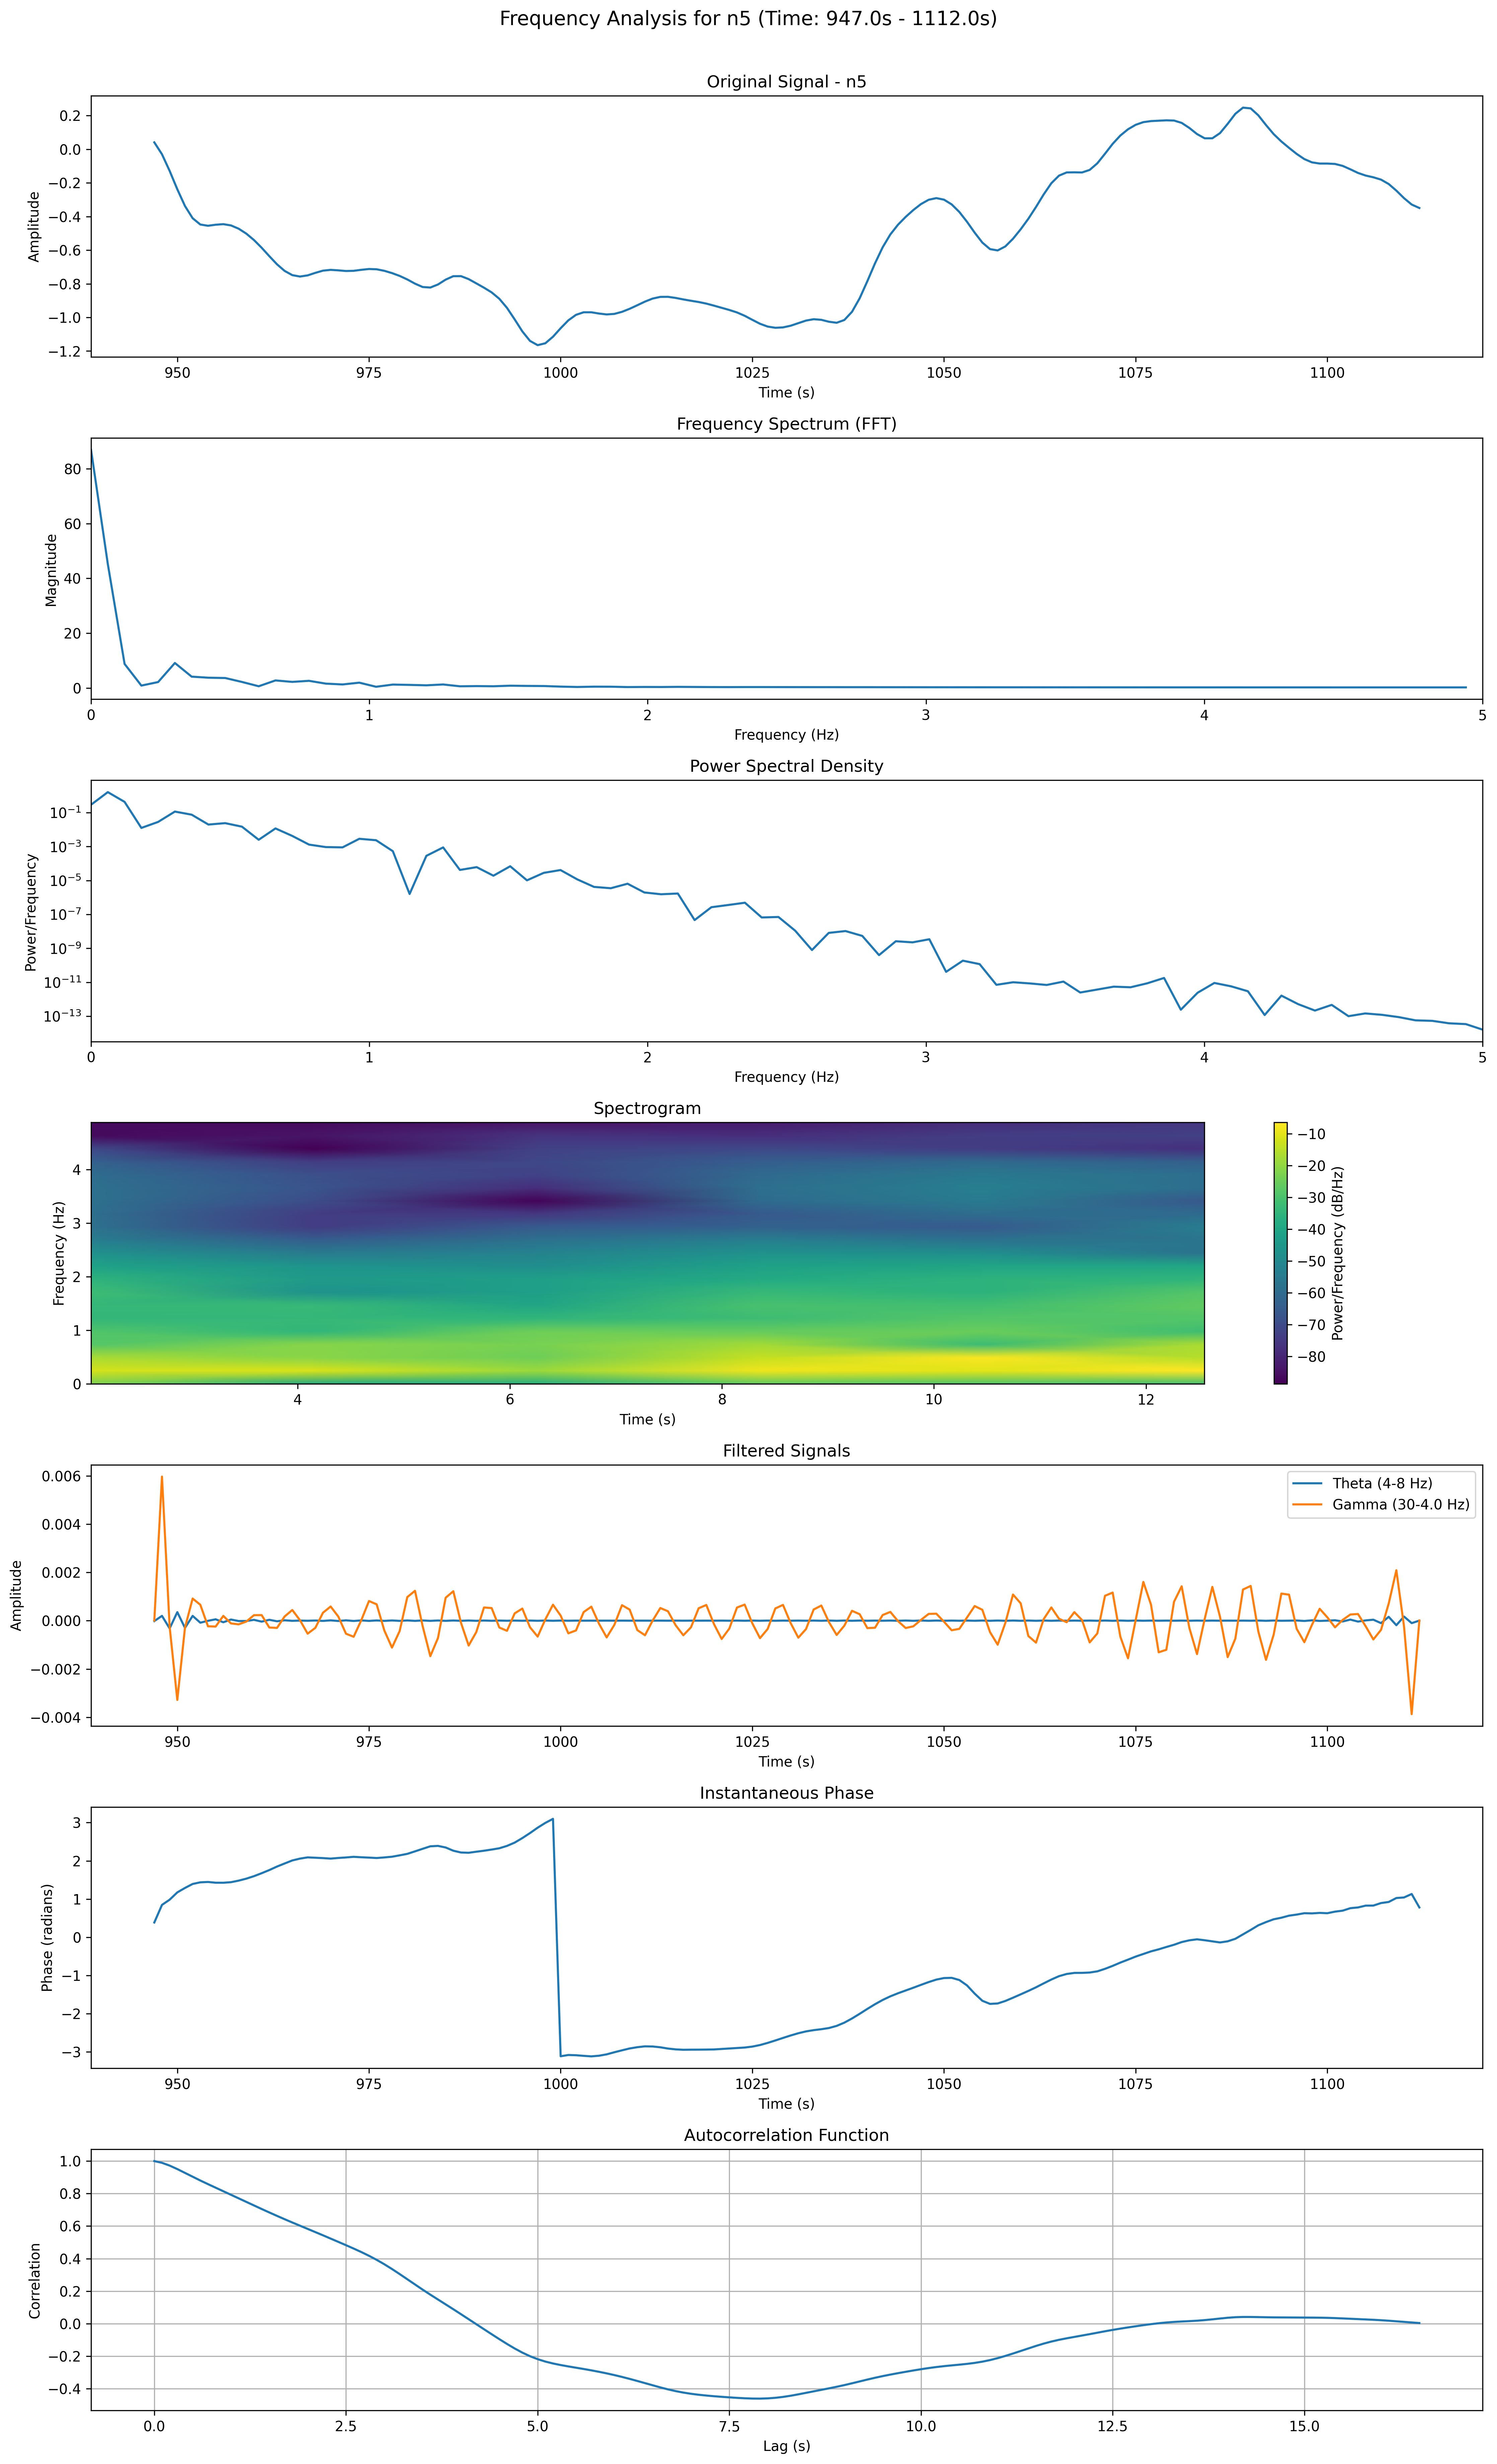 Frequency Analysis for n5 (Time: 947.0s - 1112.0s)
Original Signal - n5
Amplitude
0.2
0.0
−0.2
−0.4
−0.6
−0.8
−1.0
−1.2
950 975 1000 1025 1050 1075 1100
Time (s)
Frequency Spectrum (FFT)
Magnitude
80
60
40
20
0
0 1 2 3 4 5
Frequency (Hz)
Power Spectral Density
Power/Frequency
10⁻¹
10⁻³
10⁻⁵
10⁻⁷
10⁻⁹
10⁻¹¹
10⁻¹³
0 1 2 3 4 5
Frequency (Hz)
Spectrogram
Frequency (Hz)
4
3
2
1
0
4 6 8 10 12
Time (s)
−10
−20
−30
−40
−50
−60
−70
−80
Power/Frequency (dB/Hz)
Filtered Signals
Amplitude
0.006
0.004
0.002
0.000
−0.002
−0.004
Theta (4-8 Hz)
Gamma (30-4.0 Hz)
950 975 1000 1025 1050 1075 1100
Time (s)
Instantaneous Phase
Phase (radians)
3
2
1
0
−1
−2
−3
950 975 1000 1025 1050 1075 1100
Time (s)
Autocorrelation Function
Correlation
1.0
0.8
0.6
0.4
0.2
0.0
−0.2
−0.4
0.0 2.5 5.0 7.5 10.0 12.5 15.0
Lag (s)